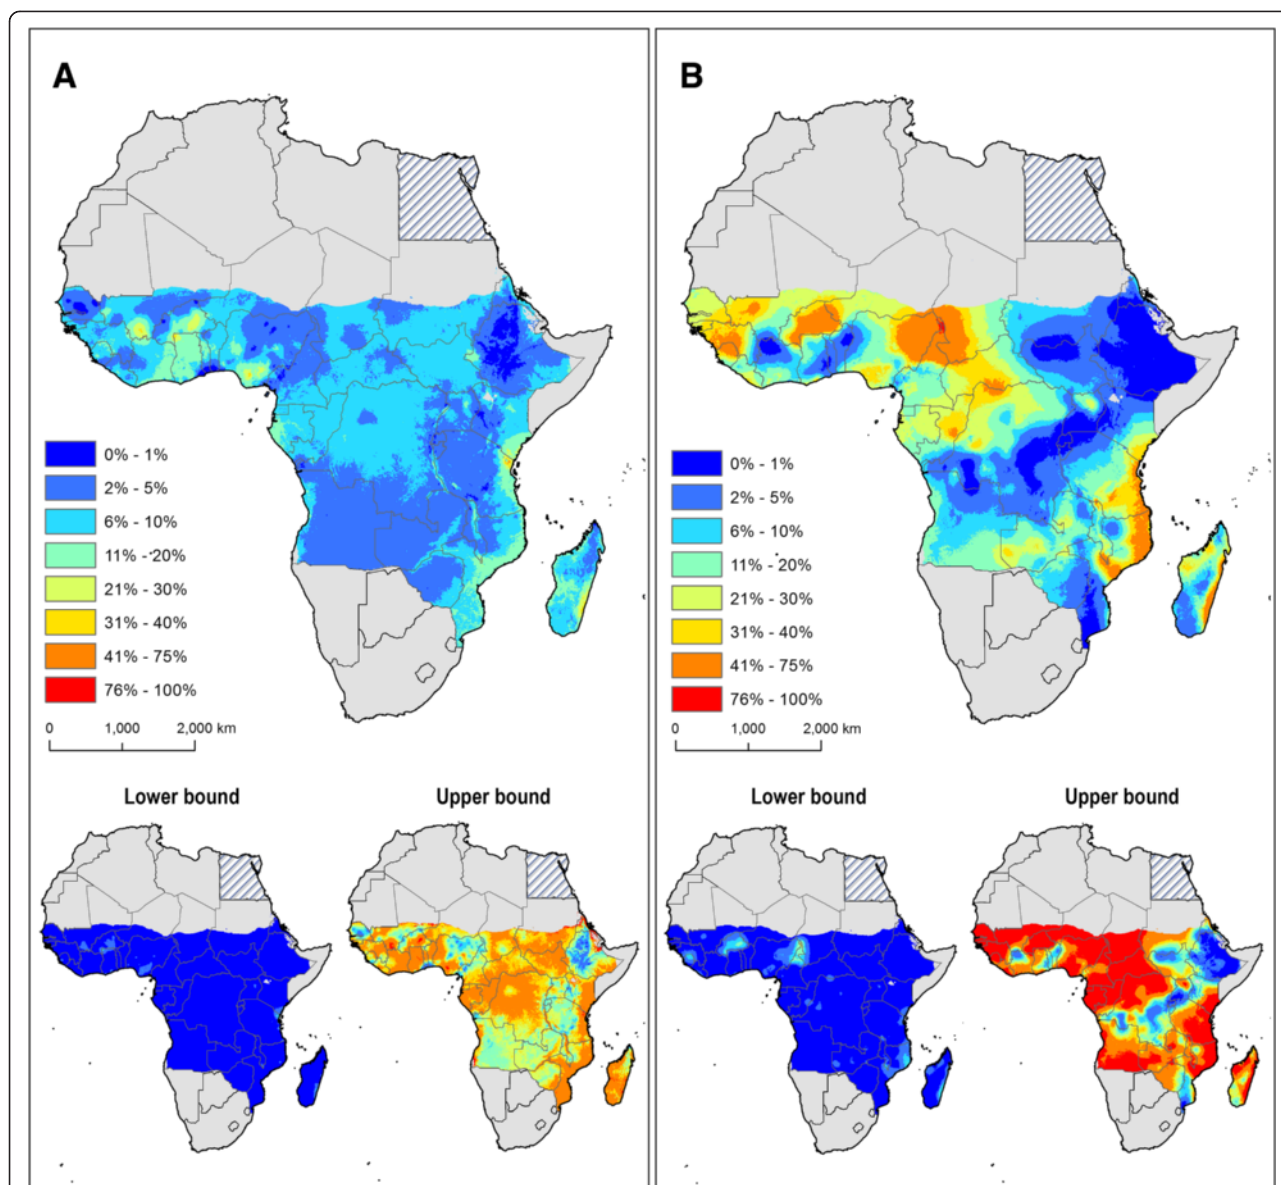 A
0% - 1%
2% - 5%
6% - 10%
11% - 20%
21% - 30%
31% - 40%
41% - 75%
76% - 100%
0 1,000 2,000 km
Lower bound
Upper bound
B
0% - 1%
2% - 5%
6% - 10%
11% - 20%
21% - 30%
31% - 40%
41% - 75%
76% - 100%
0 1,000 2,000 km
Lower bound
Upper bound